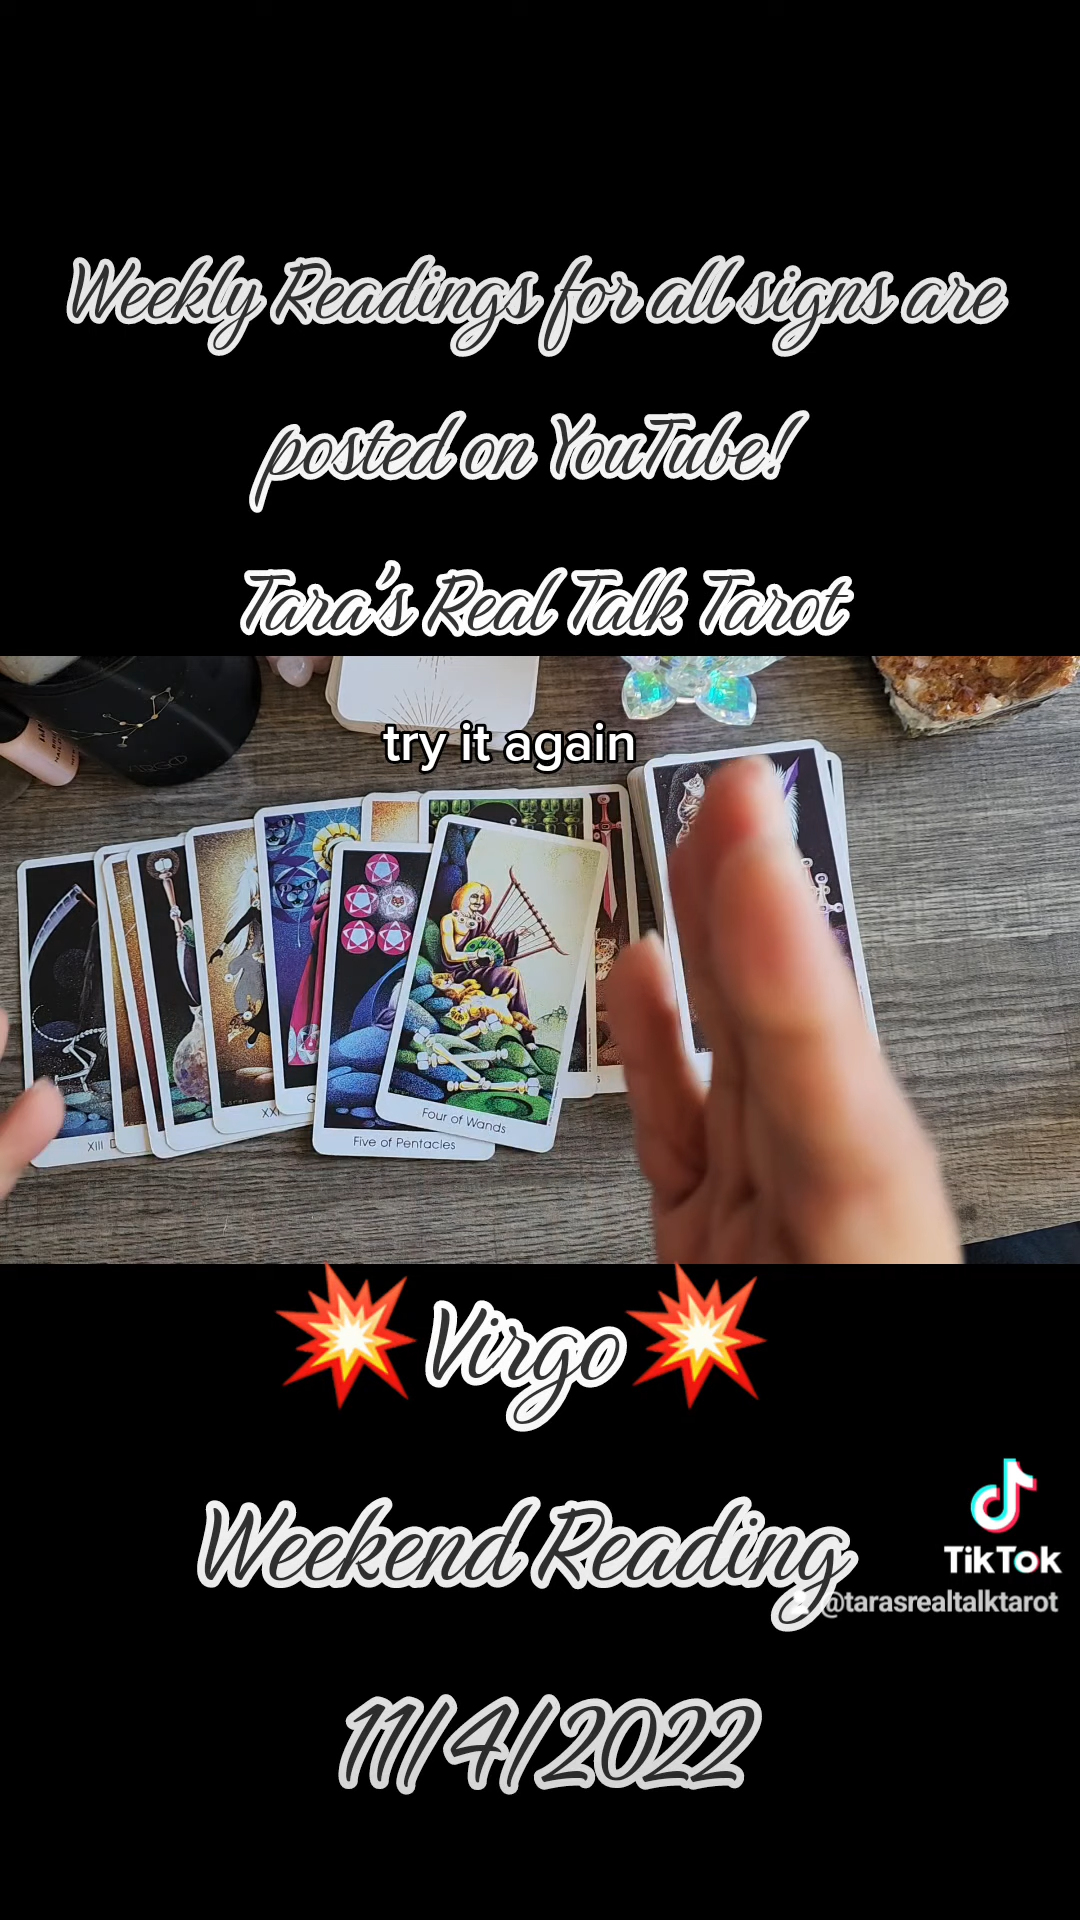 Weekly Readings for all signs are
posted on YouTube!
Tara's Real Talk Tarot
try it again
XIII
XXI
Five of Pentacles
Four of Wands
💥Virgo💥
Weekend Reading
TikTok
@tarasrealtalktarot
11/4/2022